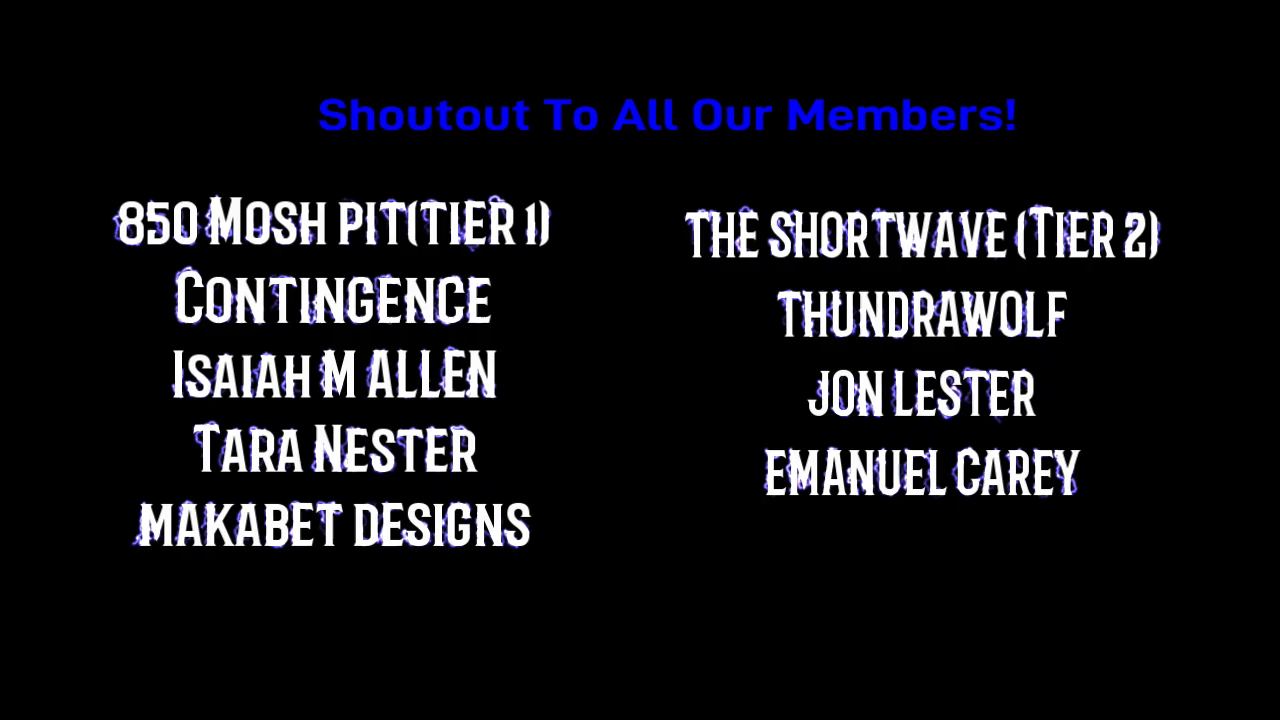 Shoutout To All Our Members!
850 Mosh pit(tier 1)
Contingence
Isaiah M Allen
Tara Nester
makabet designs
the shortwave (Tier 2)
thundrawolf
jon lester
emanuel carey